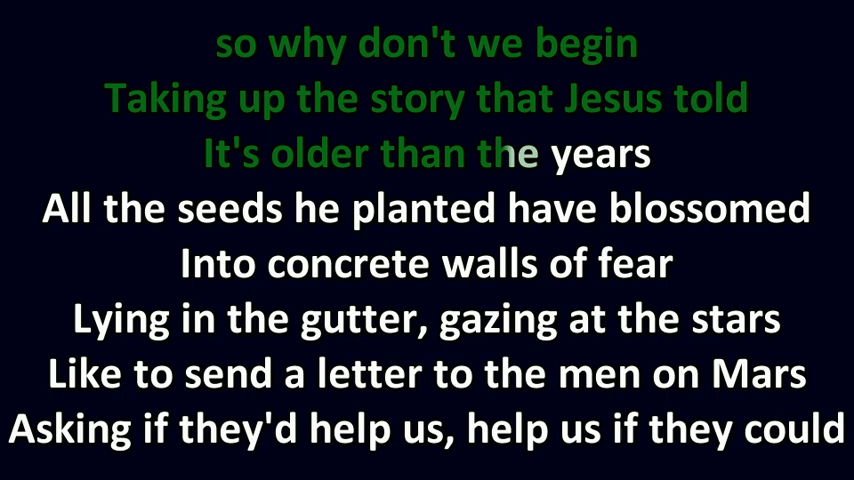 so why don't we begin
Taking up the story that Jesus told
It's older than the years
All the seeds he planted have blossomed
Into concrete walls of fear
Lying in the gutter, gazing at the stars
Like to send a letter to the men on Mars
Asking if they'd help us, help us if they could